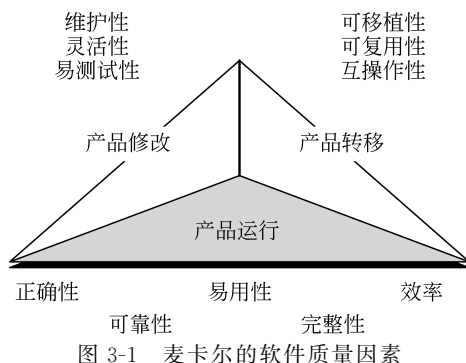 维护性
灵活性
易测试性
可移植性
可复用性
互操作性
产品修改
产品转移
产品运行
正确性
易用性
效率
可靠性
完整性
图 3-1 麦卡尔的软件质量因素